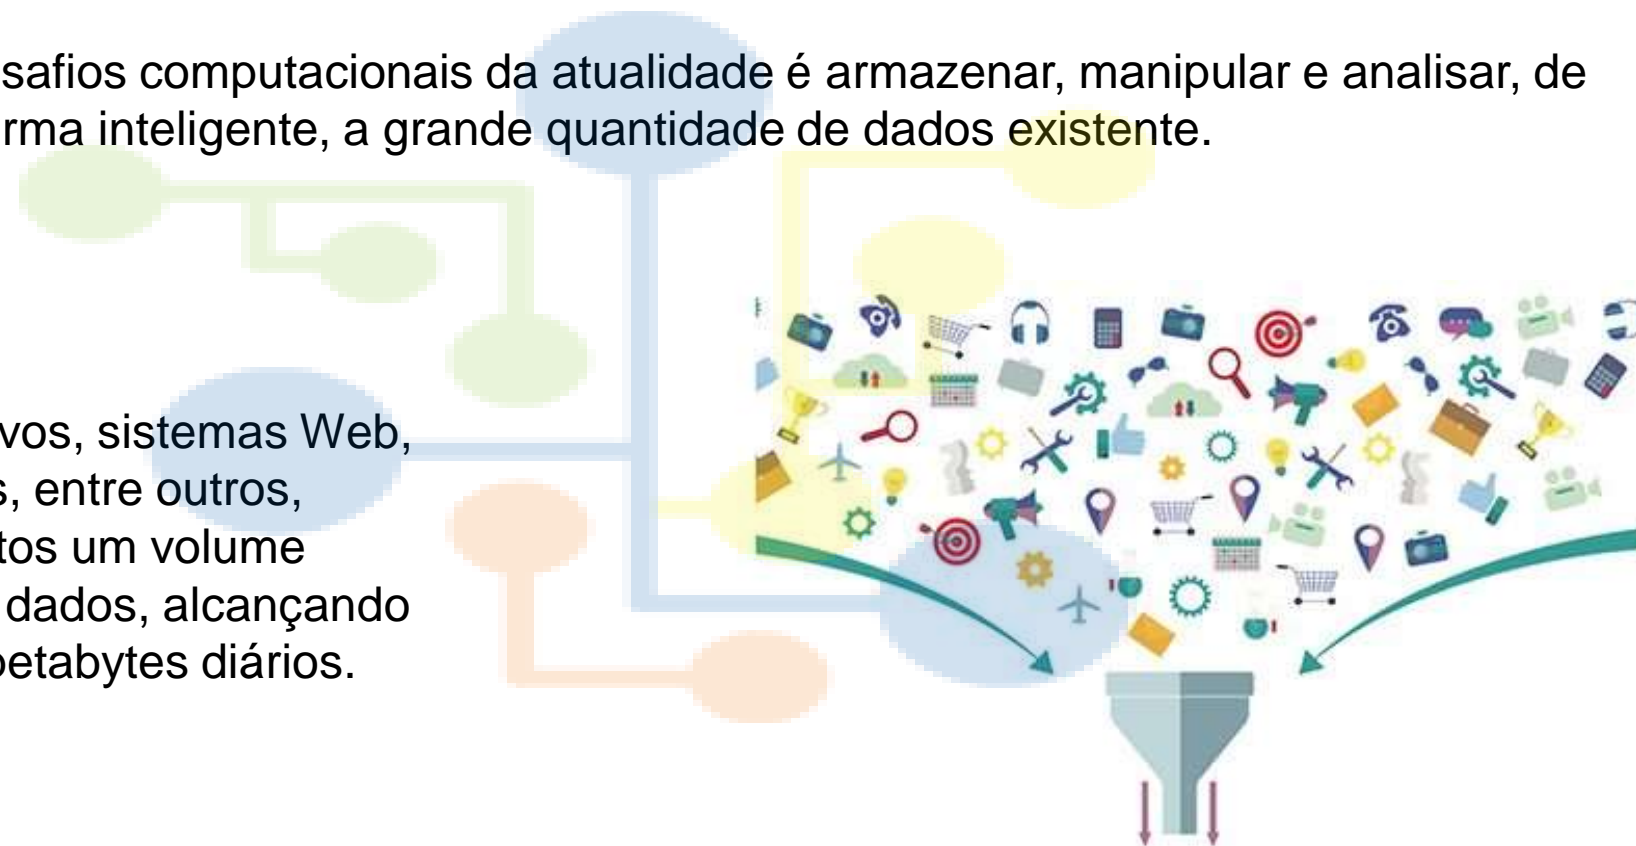 safios computacionais da atualidade é armazenar, manipular e analisar, de
rma inteligente, a grande quantidade de dados existente.
vos, sistemas Web,
s, entre outros,
tos um volume
dados, alcançando
petabytes diários.